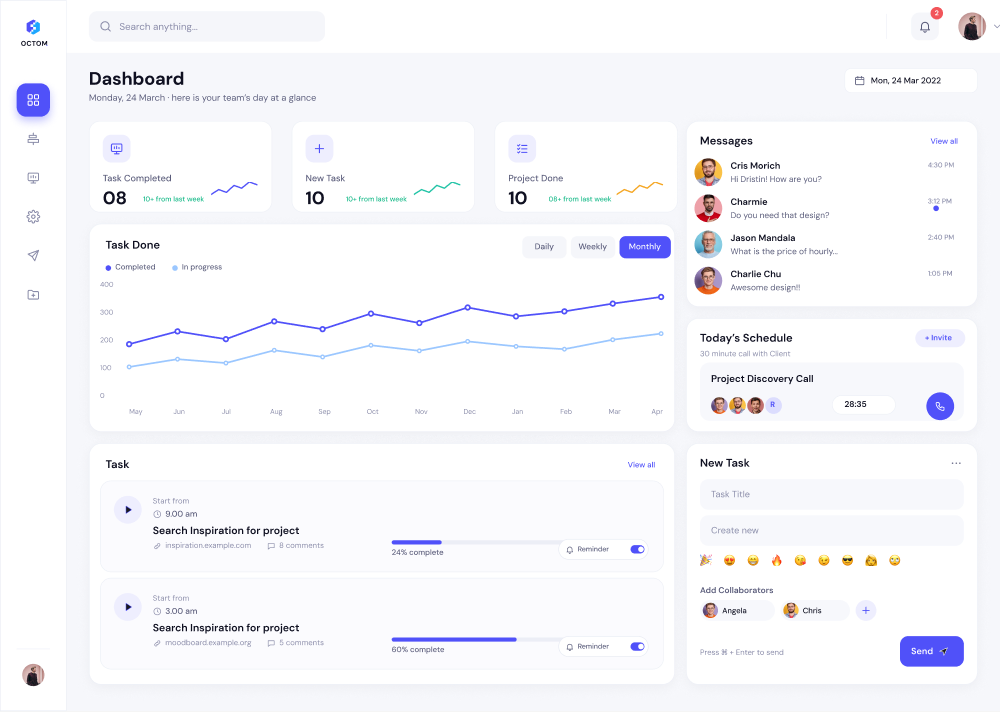 OCTOM
Search anything...
2
Dashboard
Monday, 24 March · here is your team's day at a glance
Mon, 24 Mar 2022
Task Completed
08
10+ from last week
New Task
10
10+ from last week
Project Done
10
08+ from last week
Task Done
Daily
Weekly
Monthly
Completed
In progress
400
300
200
100
0
May
Jun
Jul
Aug
Sep
Oct
Nov
Dec
Jan
Feb
Mar
Apr
Messages
View all
Cris Morich
4:30 PM
Hi Dristin! How are you?
Charmie
3:12 PM
Do you need that design?
Jason Mandala
2:40 PM
What is the price of hourly...
Charlie Chu
1:05 PM
Awesome design!!
Today's Schedule
+ Invite
30 minute call with Client
Project Discovery Call
R
28:35
Task
View all
Start from
9.00 am
Search Inspiration for project
inspiration.example.com
8 comments
24% complete
Reminder
Start from
3.00 am
Search Inspiration for project
moodboard.example.org
5 comments
60% complete
Reminder
New Task
Task Title
Create new
Add Collaborators
Angela
Chris
Press ⌘ + Enter to send
Send